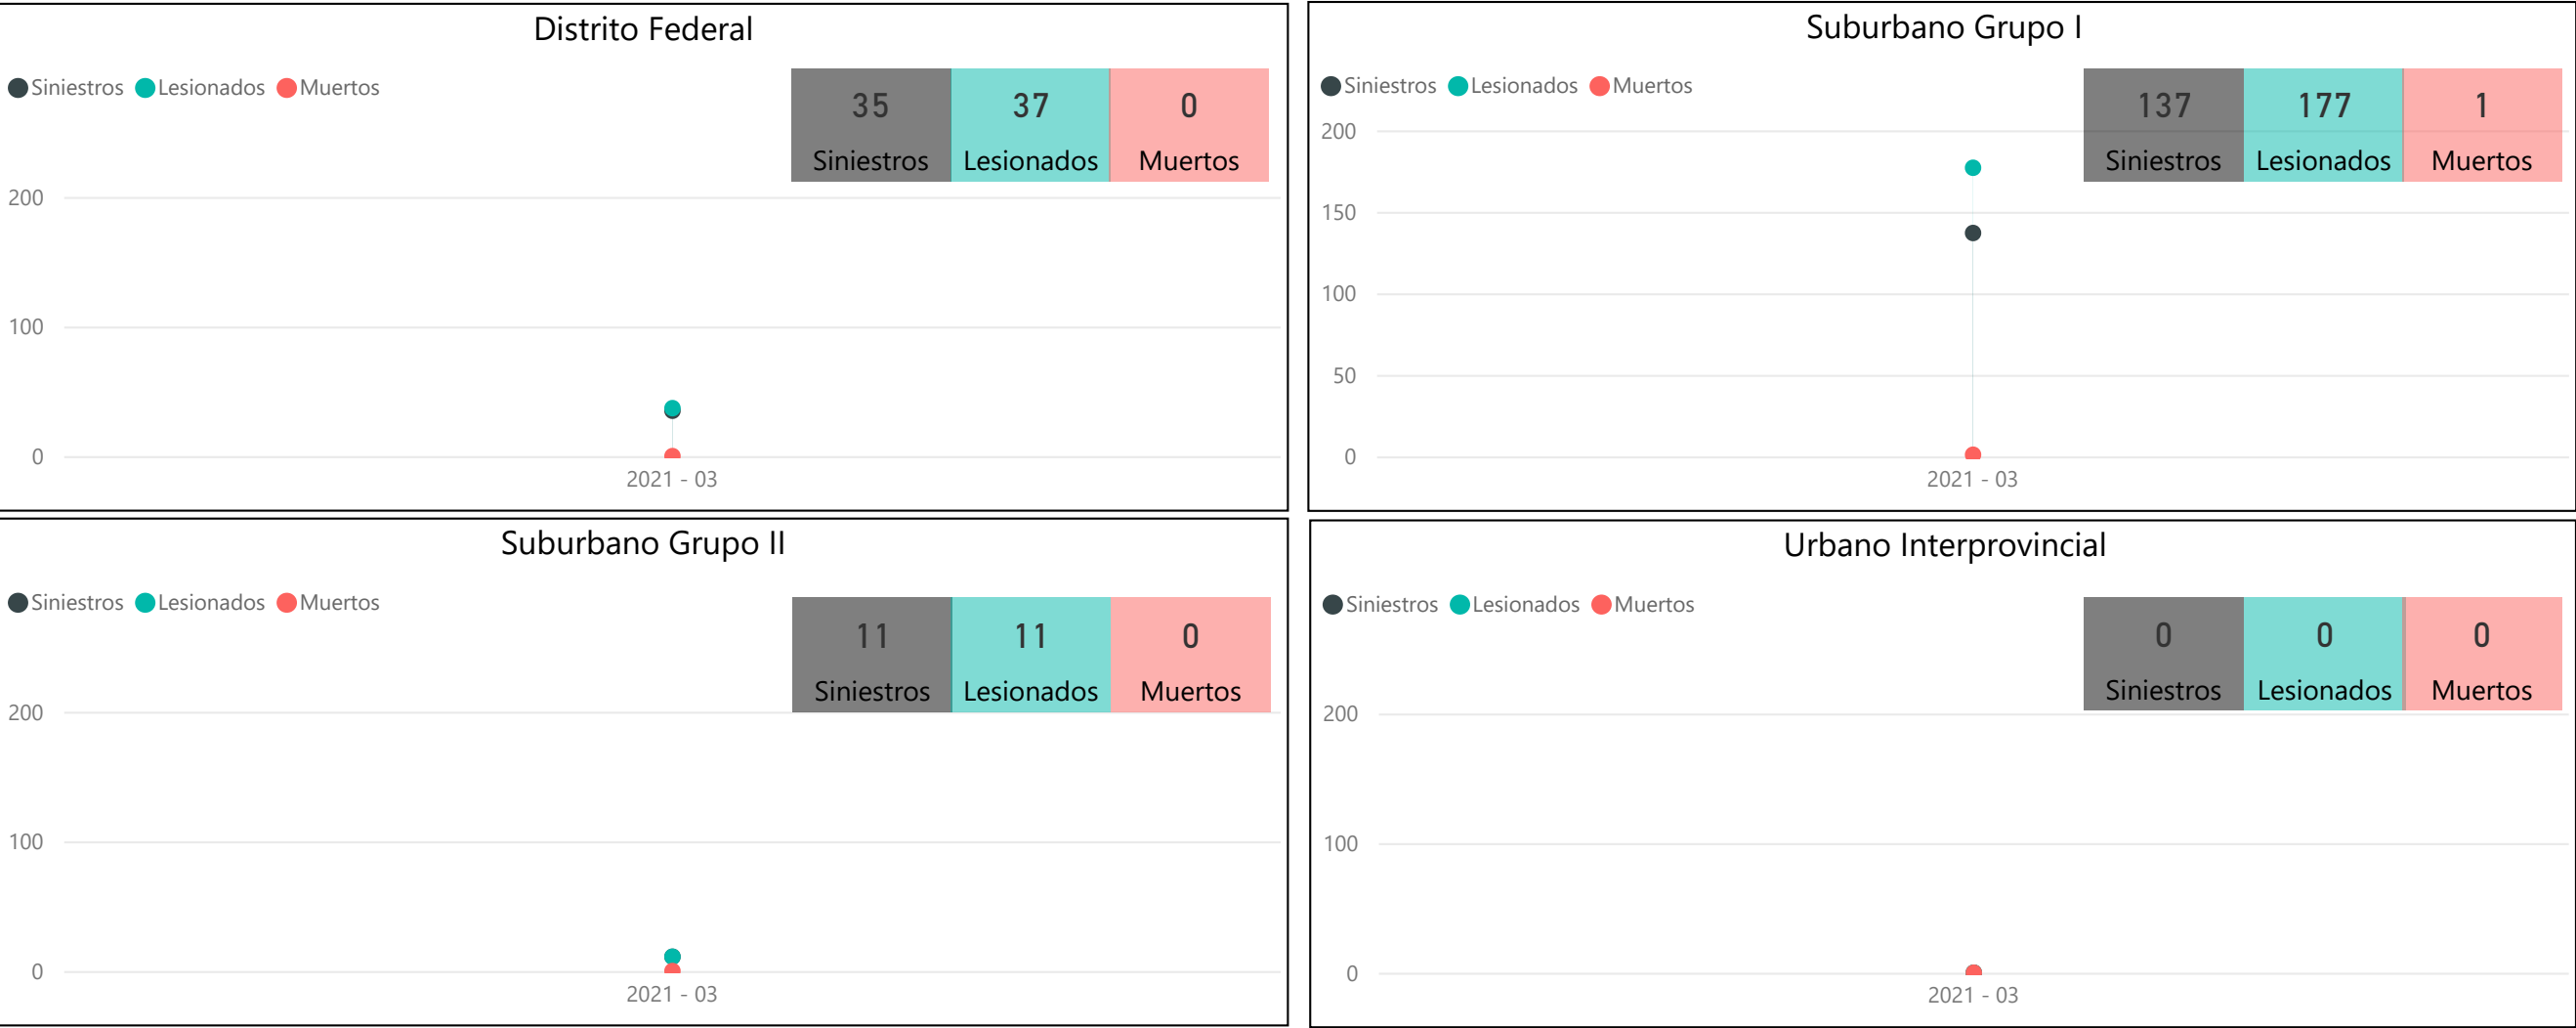 Distrito Federal
Siniestros Lesionados Muertos
35 37 0
Siniestros Lesionados Muertos
200
100
0
2021 - 03
Suburbano Grupo I
Siniestros Lesionados Muertos
137 177 1
Siniestros Lesionados Muertos
200
150
100
50
0
2021 - 03
Suburbano Grupo II
Siniestros Lesionados Muertos
11 11 0
Siniestros Lesionados Muertos
200
100
0
2021 - 03
Urbano Interprovincial
Siniestros Lesionados Muertos
0 0 0
Siniestros Lesionados Muertos
200
100
0
2021 - 03